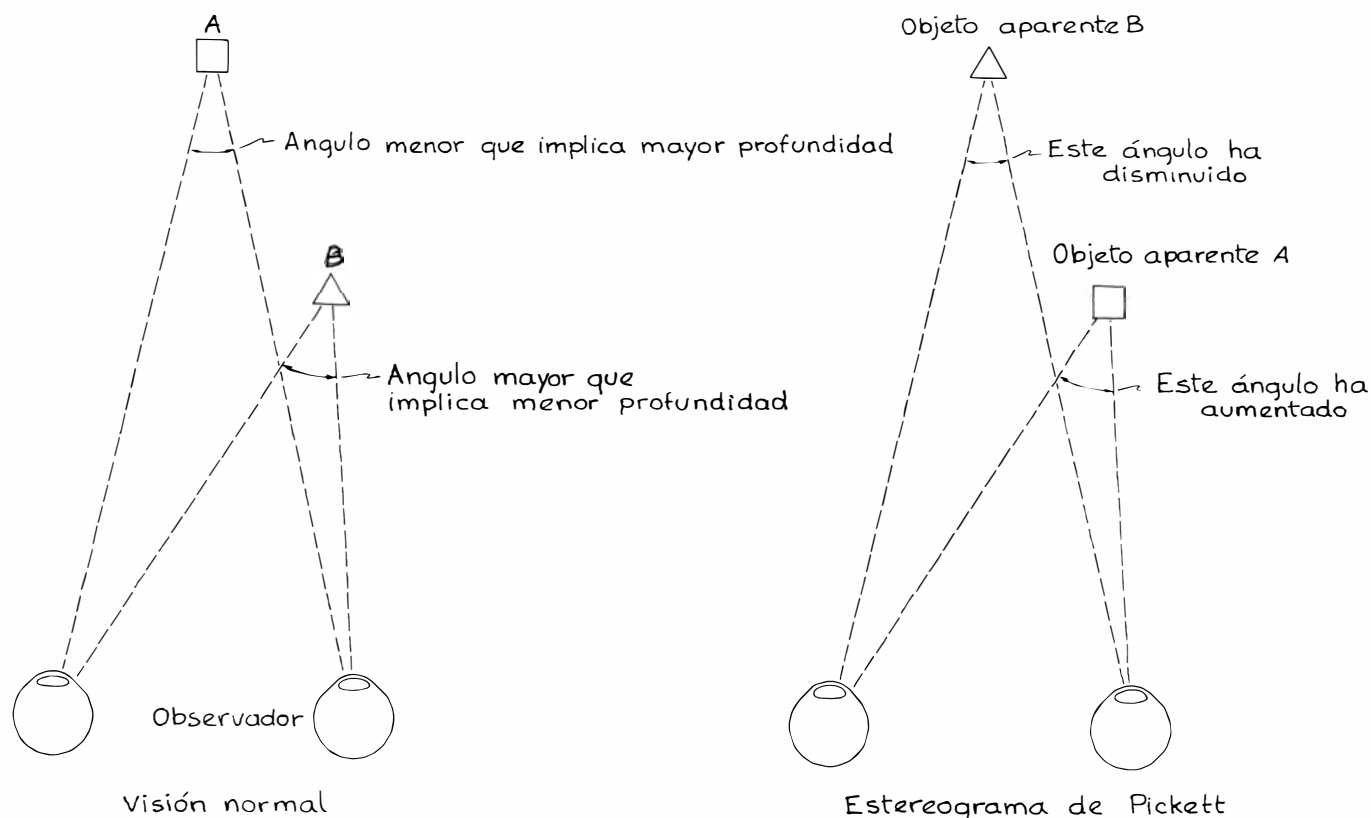 A
Angulo menor que implica mayor profundidad
B
Angulo mayor que
implica menor profundidad
Observador
Visión normal
Objeto aparente B
Este ángulo ha
disminuido
Objeto aparente A
Este ángulo ha
aumentado
Estereograma de Pickett